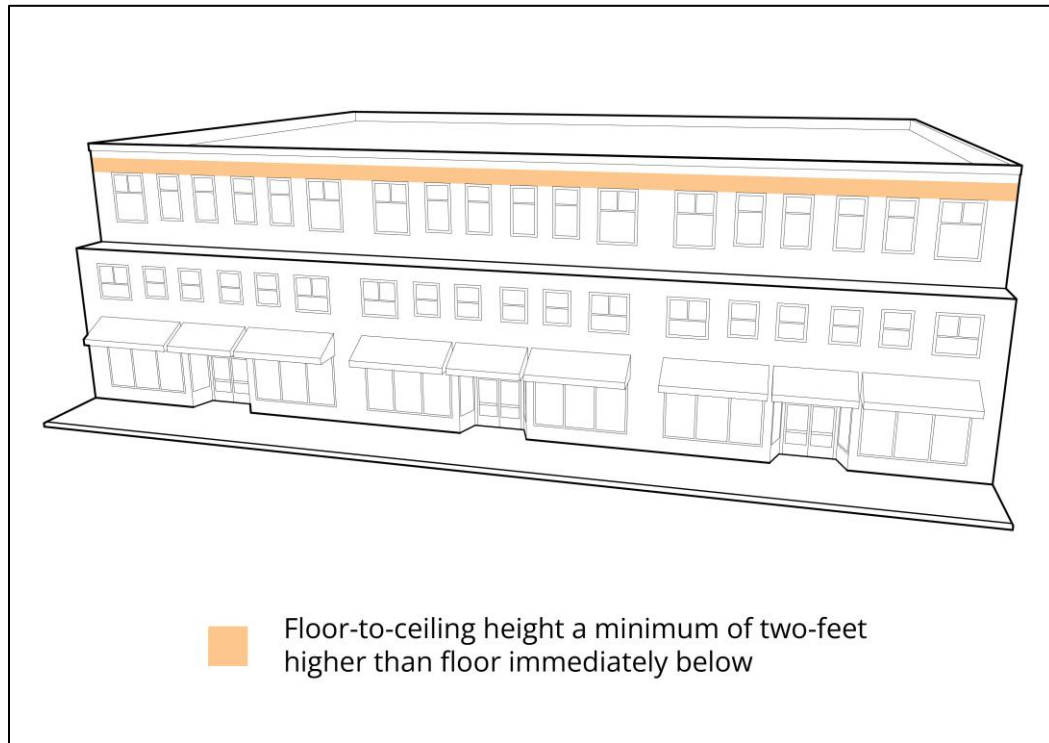 Floor-to-ceiling height a minimum of two-feet
higher than floor immediately below